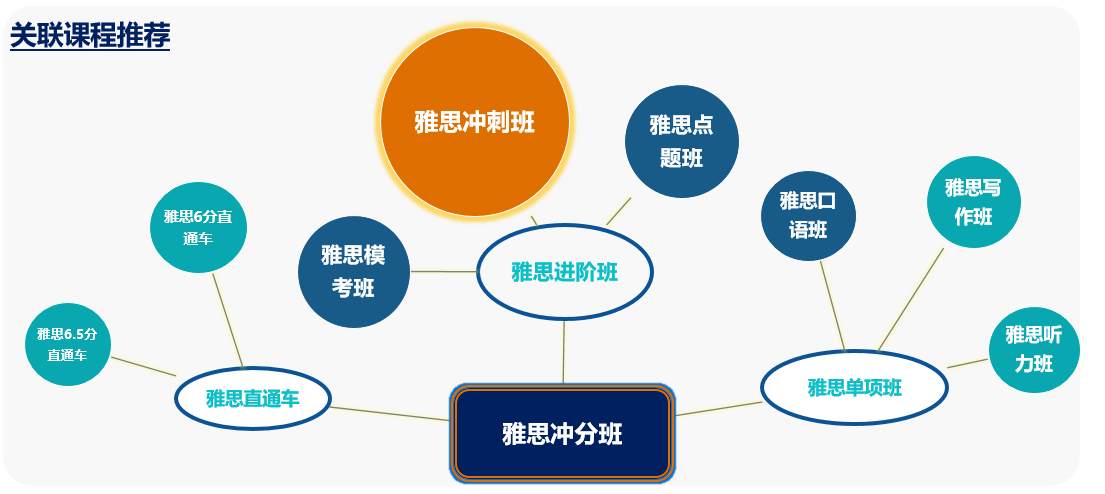 关联课程推荐
雅思冲刺班
雅思点
题班
雅思口
语班
雅思写
作班
雅思6分直
通车
雅思模
考班
雅思进阶班
雅思6.5分
直通车
雅思听
力班
雅思直通车
雅思单项班
雅思冲分班